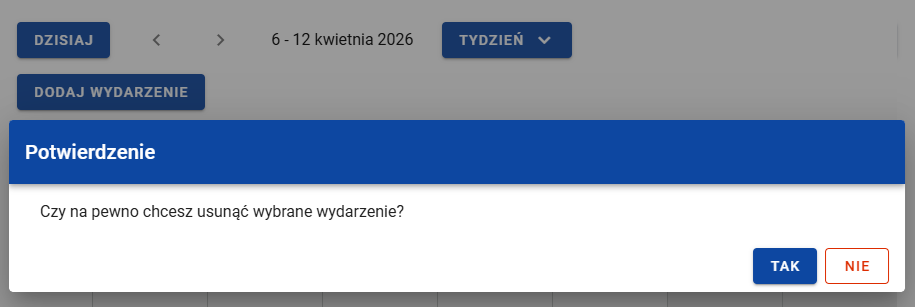 DZISIAJ 6 - 12 kwietnia 2026 TYDZIEŃ
DODAJ WYDARZENIE
Potwierdzenie
Czy na pewno chcesz usunąć wybrane wydarzenie?
TAK NIE